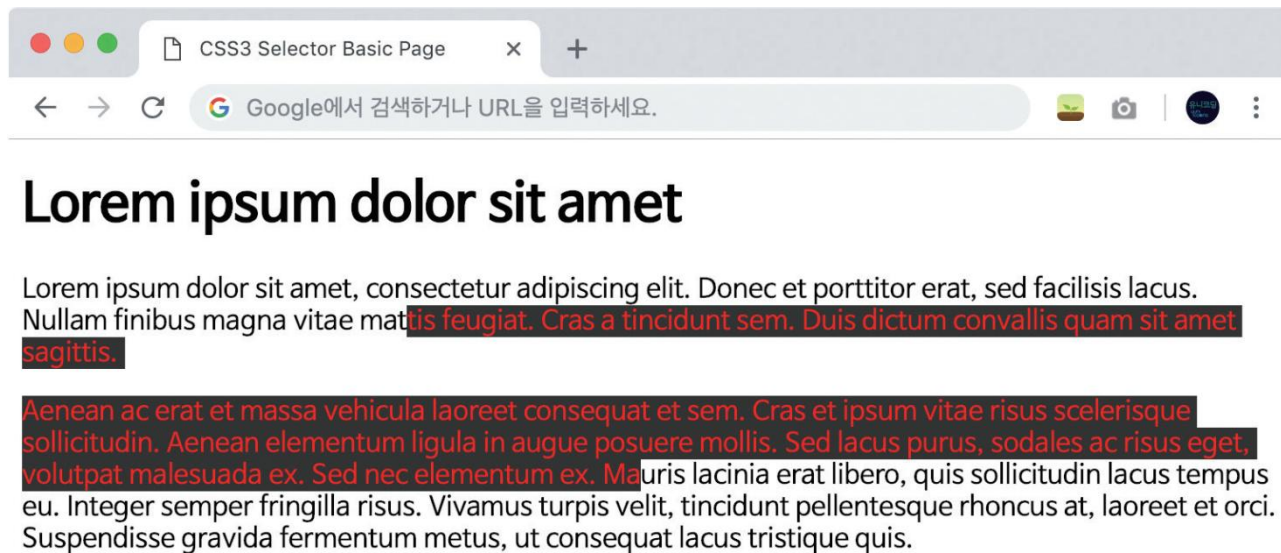 CSS3 Selector Basic Page
Google에서 검색하거나 URL을 입력하세요.
Lorem ipsum dolor sit amet
Lorem ipsum dolor sit amet, consectetur adipiscing elit. Donec et porttitor erat, sed facilisis lacus.
Nullam finibus magna vitae mattis feugiat. Cras a tincidunt sem. Duis dictum convallis quam sit amet
sagittis.
Aenean ac erat et massa vehicula laoreet consequat et sem. Cras et ipsum vitae risus scelerisque
sollicitudin. Aenean elementum ligula in augue posuere mollis. Sed lacus purus, sodales ac risus eget,
volutpat malesuada ex. Sed nec elementum ex. Mauris lacinia erat libero, quis sollicitudin lacus tempus
eu. Integer semper fringilla risus. Vivamus turpis velit, tincidunt pellentesque rhoncus at, laoreet et orci.
Suspendisse gravida fermentum metus, ut consequat lacus tristique quis.